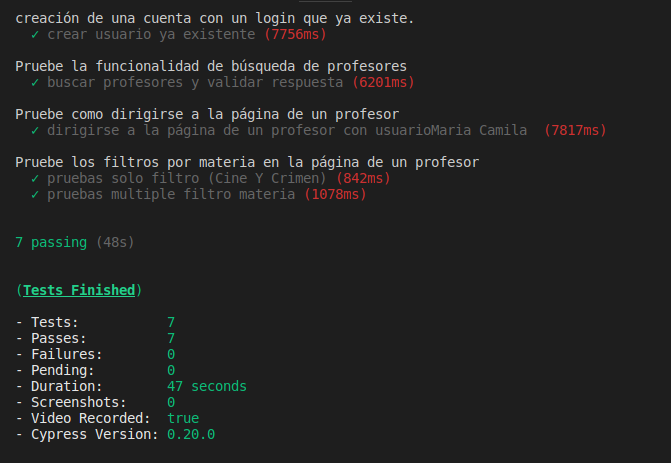 creación de una cuenta con un login que ya existe.
✓ crear usuario ya existente (7756ms)
Pruebe la funcionalidad de búsqueda de profesores
✓ buscar profesores y validar respuesta (6201ms)
Pruebe como dirigirse a la página de un profesor
✓ dirigirse a la página de un profesor con usuarioMaria Camila  (7817ms)
Pruebe los filtros por materia en la página de un profesor
✓ pruebas solo filtro (Cine Y Crimen) (842ms)
✓ pruebas multiple filtro materia (1078ms)
7 passing (48s)
(Tests Finished)
- Tests: 7
- Passes: 7
- Failures: 0
- Pending: 0
- Duration: 47 seconds
- Screenshots: 0
- Video Recorded: true
- Cypress Version: 0.20.0